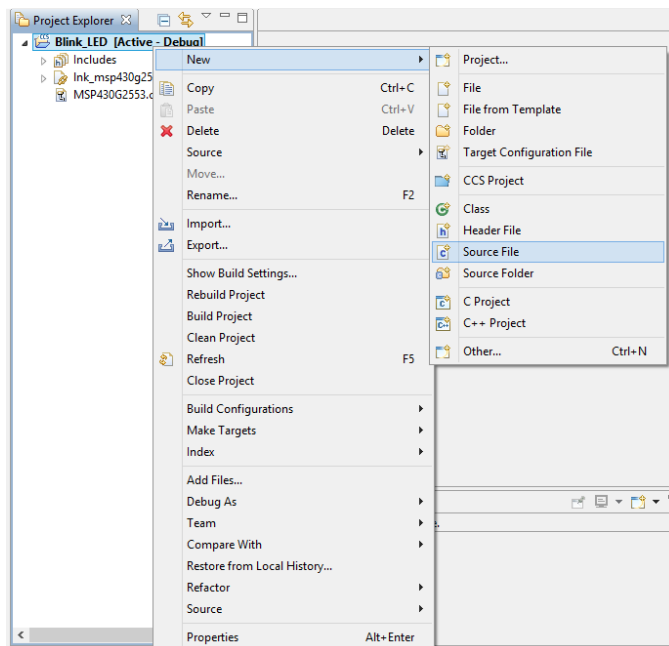 Project Explorer
Blink_LED [Active - Debug]
Includes
lnk_msp430g25
MSP430G2553.c
New
Copy Ctrl+C
Paste Ctrl+V
Delete Delete
Source
Move...
Rename... F2
Import...
Export...
Show Build Settings...
Rebuild Project
Build Project
Clean Project
Refresh F5
Close Project
Build Configurations
Make Targets
Index
Add Files...
Debug As
Team
Compare With
Restore from Local History...
Refactor
Source
Properties Alt+Enter
Project...
File
File from Template
Folder
Target Configuration File
CCS Project
Class
Header File
Source File
Source Folder
C Project
C++ Project
Other... Ctrl+N